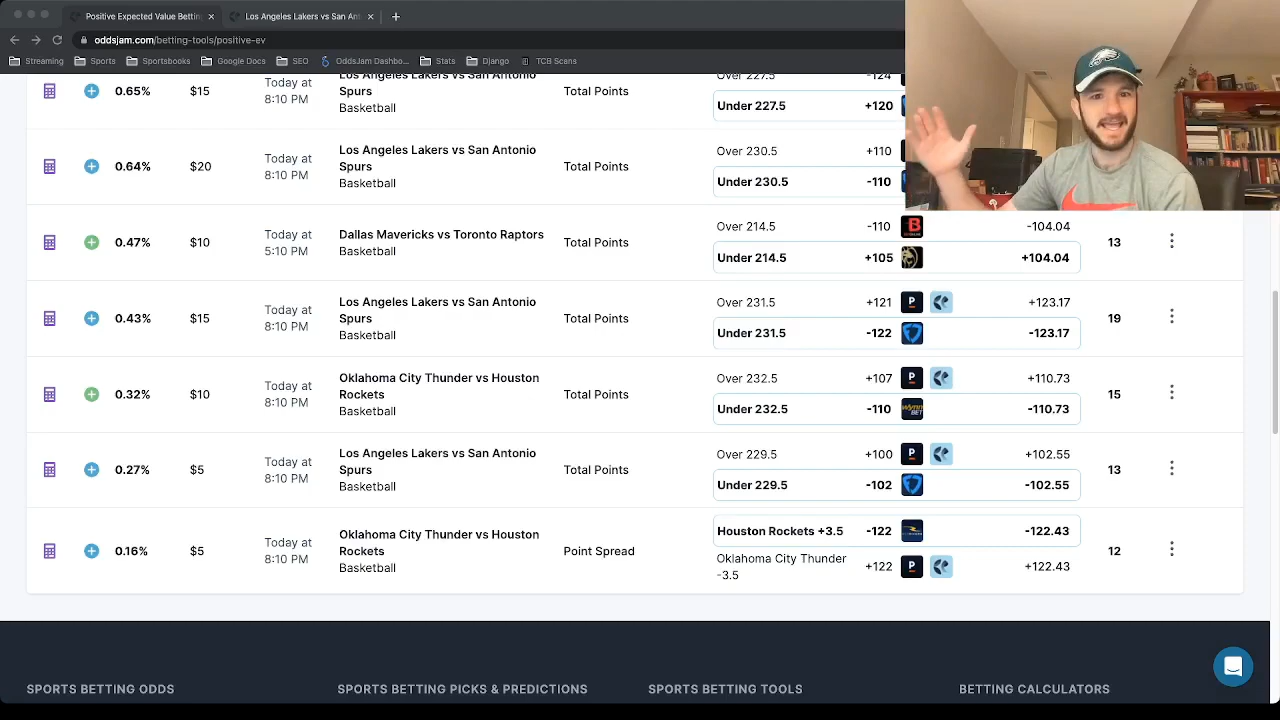 Positive Expected Value Bettin
Los Angeles Lakers vs San Ant
oddsjam.com/betting-tools/positive-ev
Streaming
Sports
Sportsbooks
Google Docs
SEO
OddsJam Dashbo...
Stats
Django
TCB Scans
0.65%
$15
Today at
8:10 PM
Los Angeles Lakers vs San Antonio
Spurs
Basketball
Total Points
Over 227.5 -124
Under 227.5 +120
0.64%
$20
Today at
8:10 PM
Los Angeles Lakers vs San Antonio
Spurs
Basketball
Total Points
Over 230.5 +110
Under 230.5 -110
0.47%
$10
Today at
5:10 PM
Dallas Mavericks vs Toronto Raptors
Basketball
Total Points
Over 214.5 -110 B -104.04
Under 214.5 +105 +104.04
13
0.43%
$15
Today at
8:10 PM
Los Angeles Lakers vs San Antonio
Spurs
Basketball
Total Points
Over 231.5 +121 P +123.17
Under 231.5 -122 -123.17
19
0.32%
$10
Today at
8:10 PM
Oklahoma City Thunder vs Houston
Rockets
Basketball
Total Points
Over 232.5 +107 P +110.73
Under 232.5 -110 WYNN BET -110.73
15
0.27%
$5
Today at
8:10 PM
Los Angeles Lakers vs San Antonio
Spurs
Basketball
Total Points
Over 229.5 +100 P +102.55
Under 229.5 -102 -102.55
13
0.16%
$5
Today at
8:10 PM
Oklahoma City Thunder vs Houston
Rockets
Basketball
Point Spread
Houston Rockets +3.5 -122 -122.43
Oklahoma City Thunder
-3.5
+122 P +122.43
12
SPORTS BETTING ODDS
SPORTS BETTING PICKS & PREDICTIONS
SPORTS BETTING TOOLS
BETTING CALCULATORS